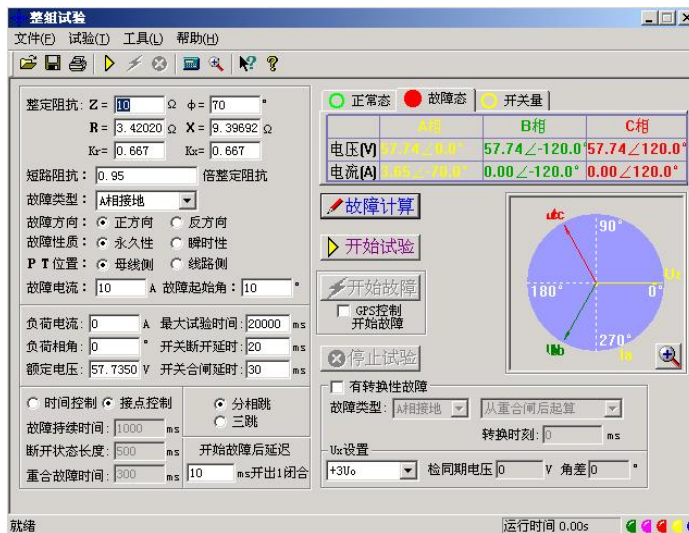 整组试验
文件(F) 试验(T) 工具(L) 帮助(H)
整定阻抗: Z = 10 Ω ф = 70 °
R = 3.42020 Ω X = 9.39692 Ω
Kr= 0.667 Kx= 0.667
短路阻抗: 0.95 倍整定阻抗
故障类型: A相接地
故障方向: 正方向 反方向
故障性质: 永久性 瞬时性
PT位置: 母线侧 线路侧
故障电流: 10 A 故障起始角: 10 °
负荷电流: 0 A 最大试验时间: 20000 ms
负荷相角: 0 ° 开关断开延时: 20 ms
额定电压: 57.7350 V 开关合闸延时: 30 ms
时间控制 接点控制
故障持续时间: 1000 ms
断开状态长度: 500 ms
重合故障时间: 300 ms
分相跳
三跳
开始故障后延迟
10 ms开出1闭合
正常态 故障态 开关量
A相 B相 C相
电压(V) 57.74∠0.0° 57.74∠-120.0° 57.74∠120.0°
电流(A) 3.65∠-70.0° 0.00∠-120.0° 0.00∠120.0°
故障计算
开始试验
开始故障
GPS控制
开始故障
停止试验
90°
180° 0°
270°
Ia
有转换性故障
故障类型: A相接地 从重合闸后起算
转换时刻: 0 ms
Ux设置
+3Uo 检同期电压 0 V 角差 0 °
就绪 运行时间 0.00s